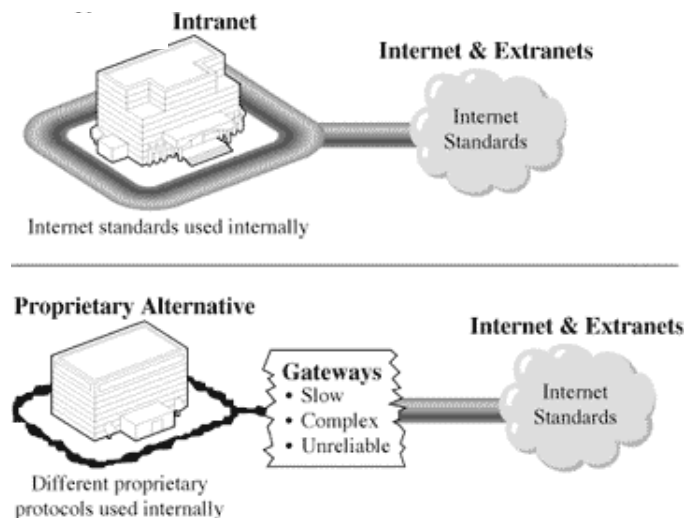 Intranet
Internet & Extranets
Internet
Standards
Internet standards used internally
Proprietary Alternative
Internet & Extranets
Gateways
• Slow
• Complex
• Unreliable
Internet
Standards
Different proprietary
protocols used internally